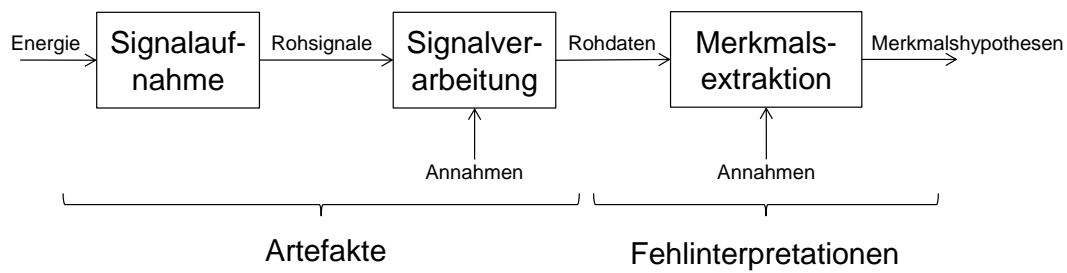 Energie
Signalauf-
nahme
Rohsignale
Signalver-
arbeitung
Rohdaten
Merkmals-
extraktion
Merkmalshypothesen
Annahmen
Annahmen
Artefakte
Fehlinterpretationen